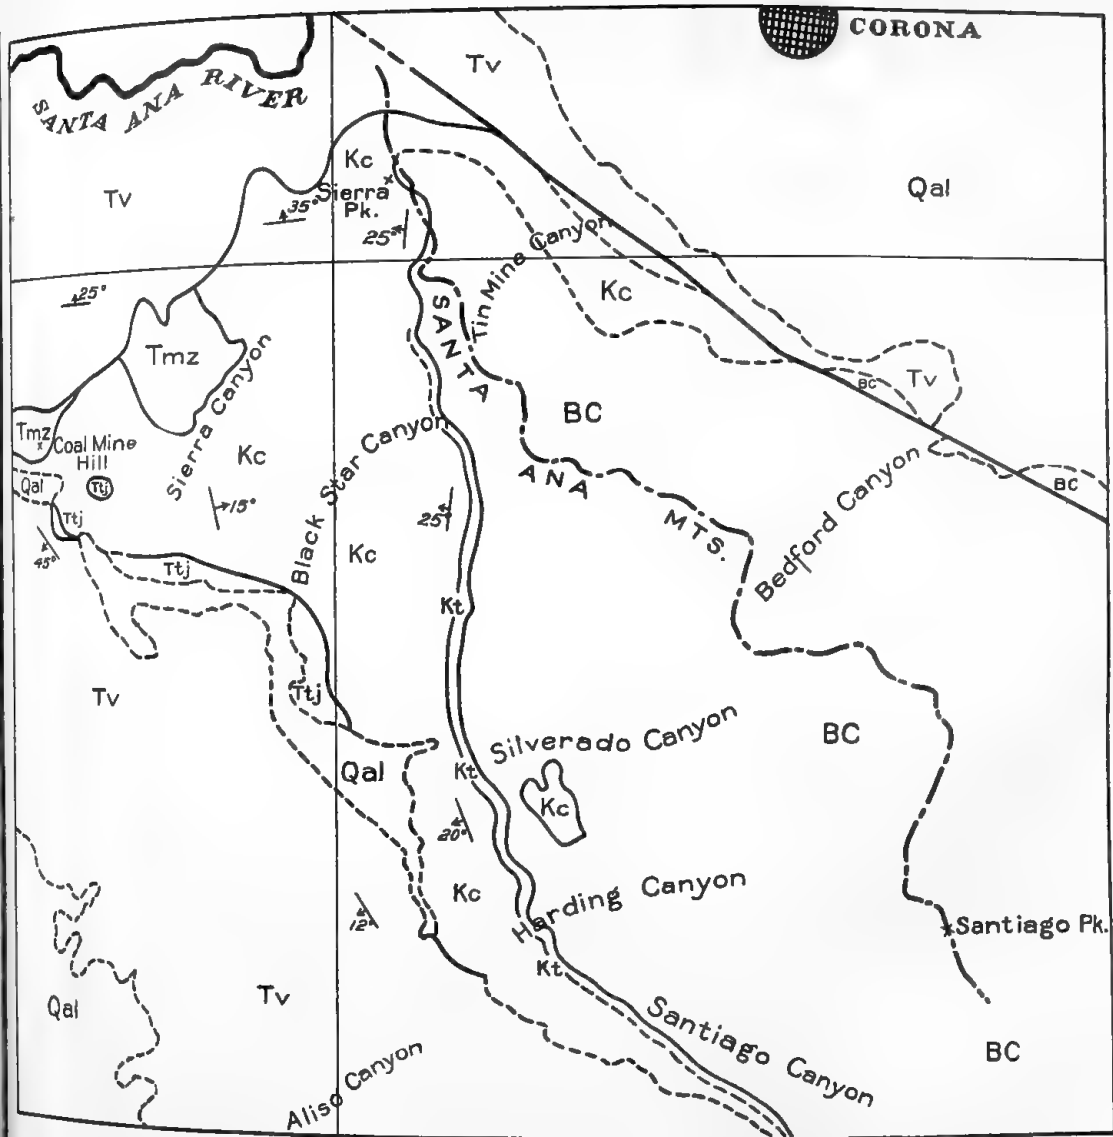 CORONA
Tv
SANTA ANA RIVER
Kc
Tv
Sierra
Pk.
Qal
35°
25°
Tin Mine Canyon
25°
Kc
SANTA
Tmz
Sierra Canyon
BC
Tv
BC
Tmz
Coal Mine
Hill
Kc
Black Star Canyon
ANA
Qal
Ttj
Bedford Canyon
BC
Ttj
15°
25°
MTS.
45°
Ttj
Kc
Kt
Tv
Ttj
Silverado Canyon
BC
Qal
Kt
Kc
20°
Kc
Harding Canyon
12°
Santiago Pk.
Kt
Qal
Tv
Santiago Canyon
BC
Aliso Canyon